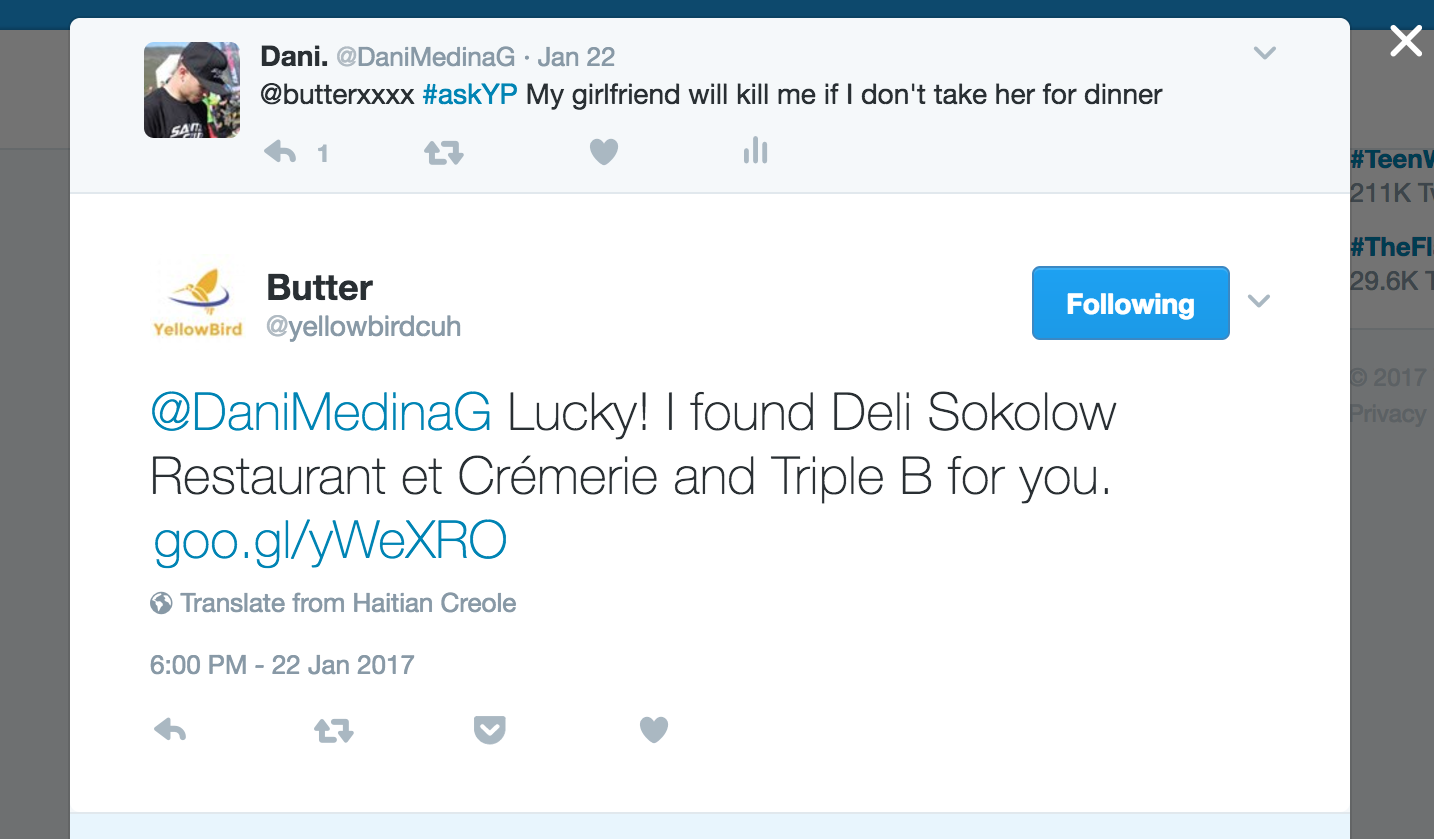 Dani. @DaniMedinaG · Jan 22
@butterxxxx #askYP My girlfriend will kill me if I don't take her for dinner
1
#TeenW
211K Tw
#TheFl
29.6K T
YellowBird
Butter
@yellowbirdcuh
Following
@DaniMedinaG Lucky! I found Deli Sokolow
Restaurant et Crémerie and Triple B for you.
goo.gl/yWeXRO
Translate from Haitian Creole
6:00 PM - 22 Jan 2017
© 2017
Privacy